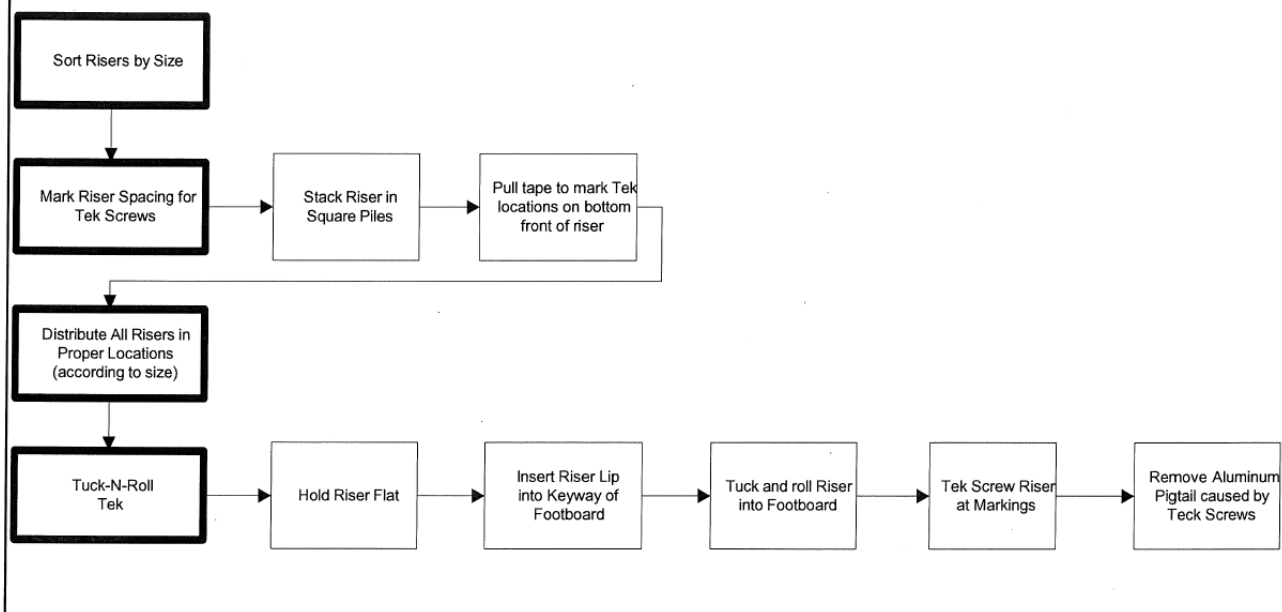 Sort Risers by Size
Mark Riser Spacing for
Tek Screws
Stack Riser in
Square Piles
Pull tape to mark Tek
locations on bottom
front of riser
Distribute All Risers in
Proper Locations
(according to size)
Tuck-N-Roll
Tek
Hold Riser Flat
Insert Riser Lip
into Keyway of
Footboard
Tuck and roll Riser
into Footboard
Tek Screw Riser
at Markings
Remove Aluminum
Pigtail caused by
Teck Screws